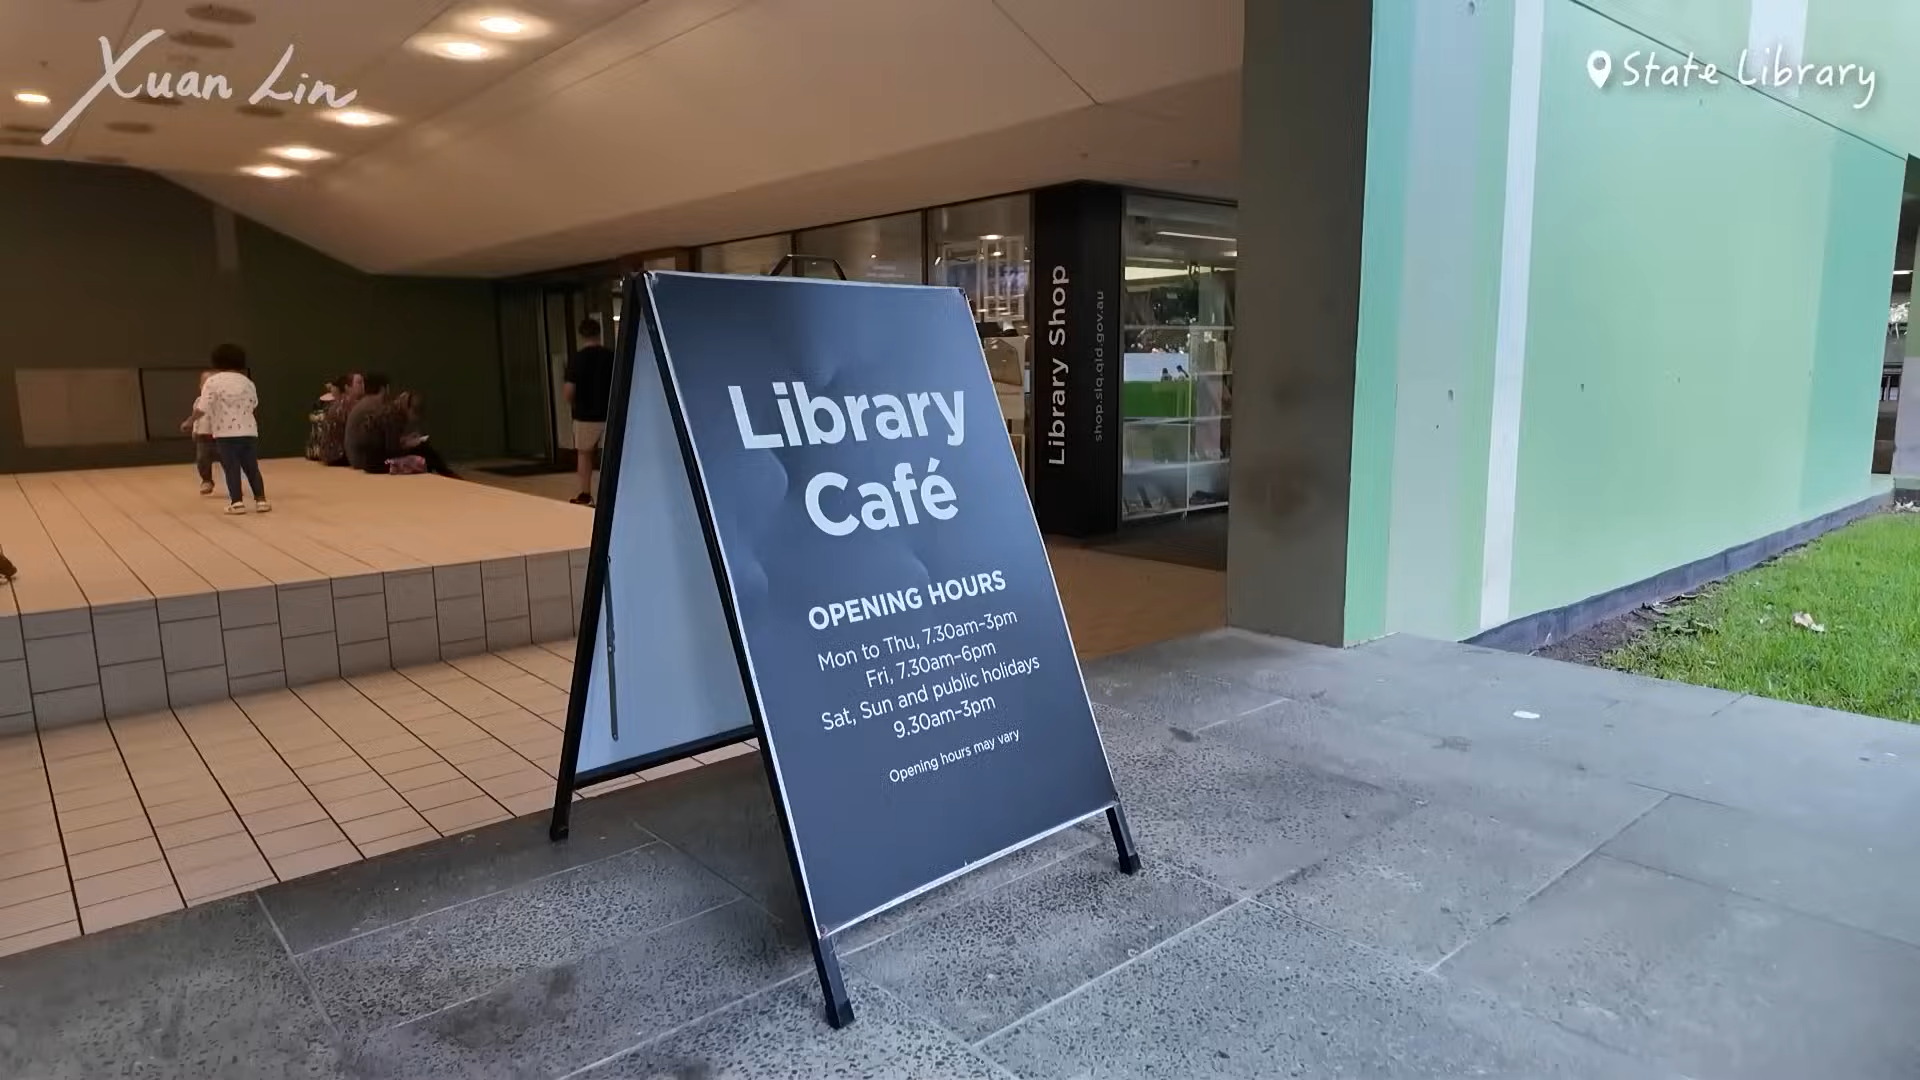 Xuan Lin
State Library
Library
Café
OPENING HOURS
Mon to Thu, 7.30am–3pm
Fri, 7.30am–6pm
Sat, Sun and public holidays
9.30am–3pm
Opening hours may vary
Library Shop
shop.slq.qld.gov.au